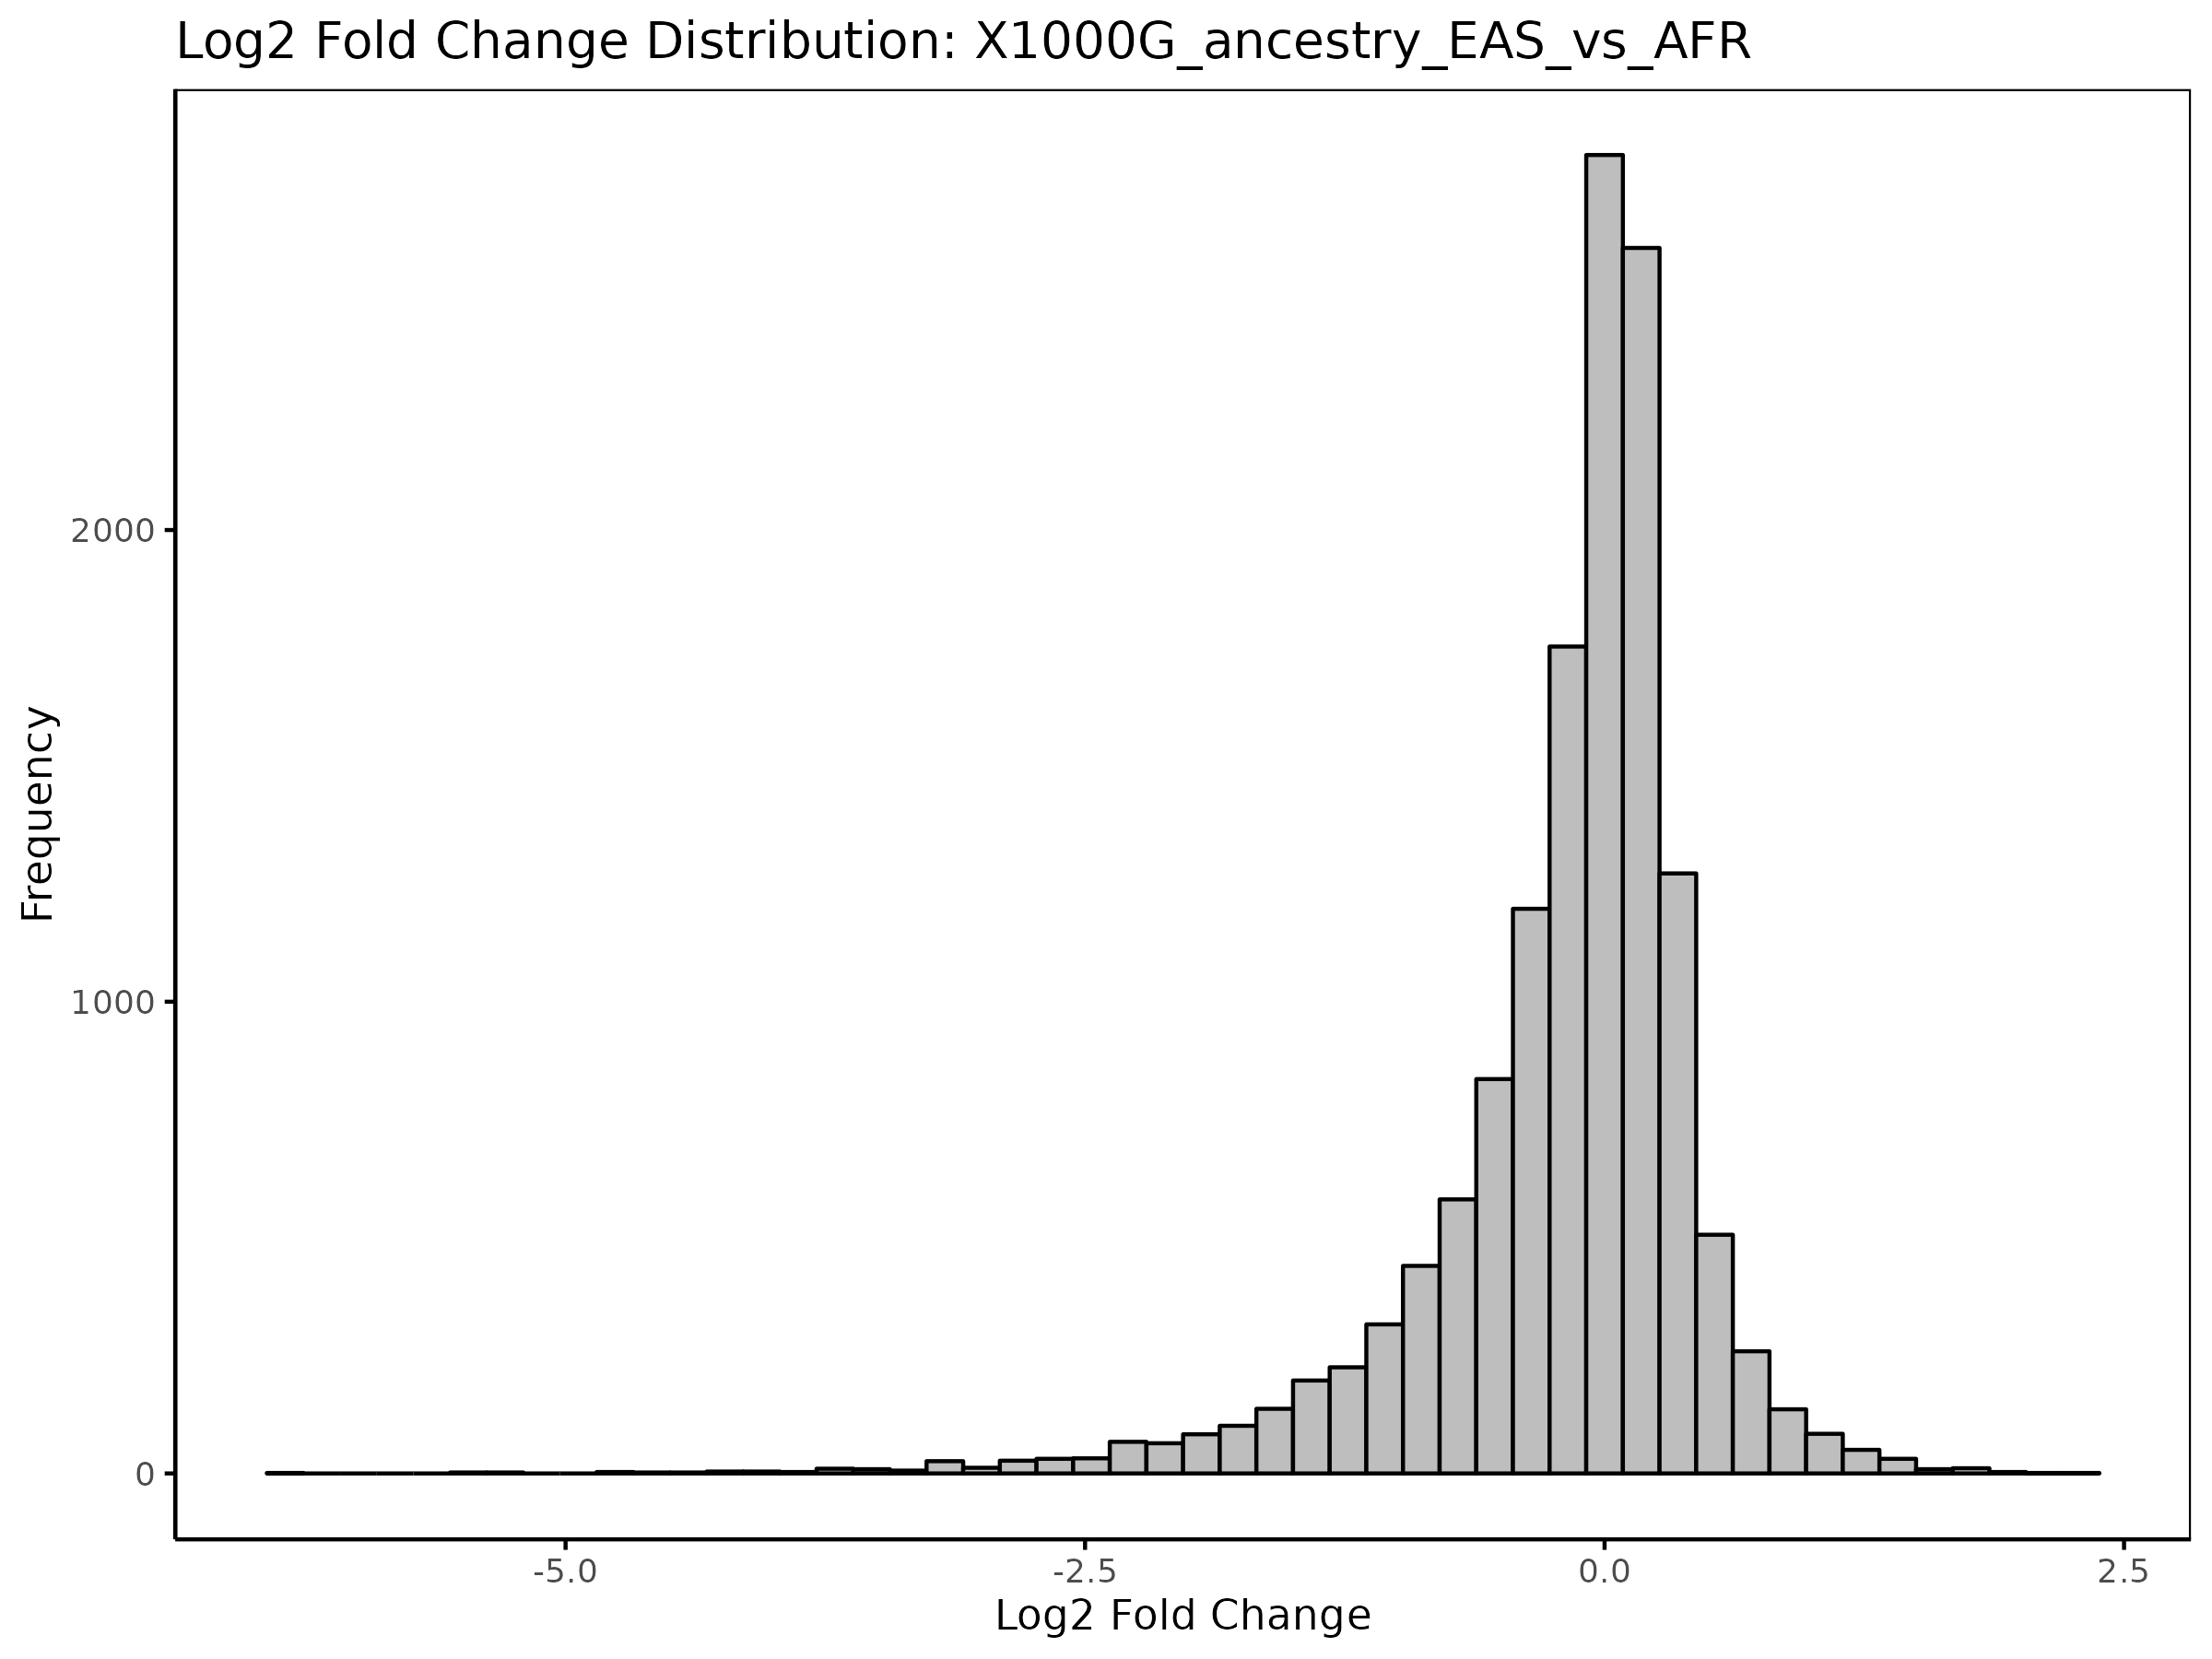 Log2 Fold Change Distribution: X1000G_ancestry_EAS_vs_AFR
Frequency
2000
1000
0
-5.0 -2.5 0.0 2.5
Log2 Fold Change